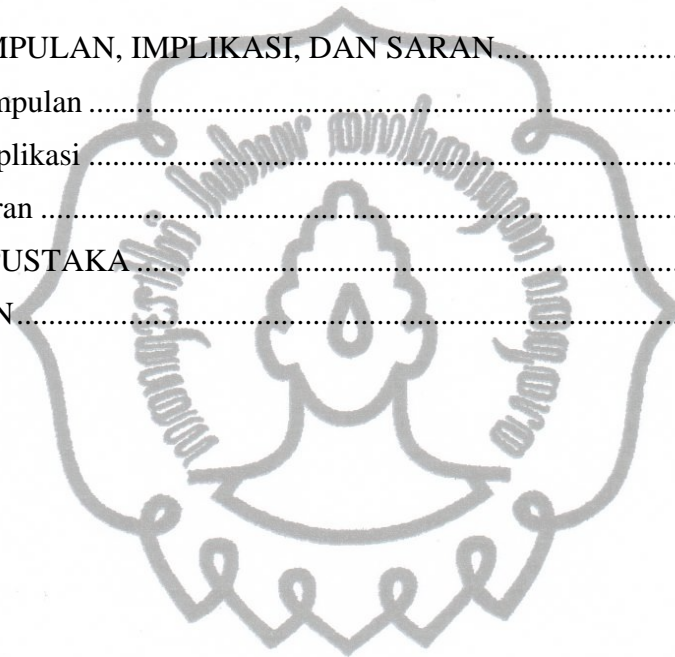 MPULAN, IMPLIKASI, DAN SARAN........................
mpulan ........................................................................
plikasi ........................................................................
ran ..............................................................................
USTAKA ....................................................................
N...................................................................................